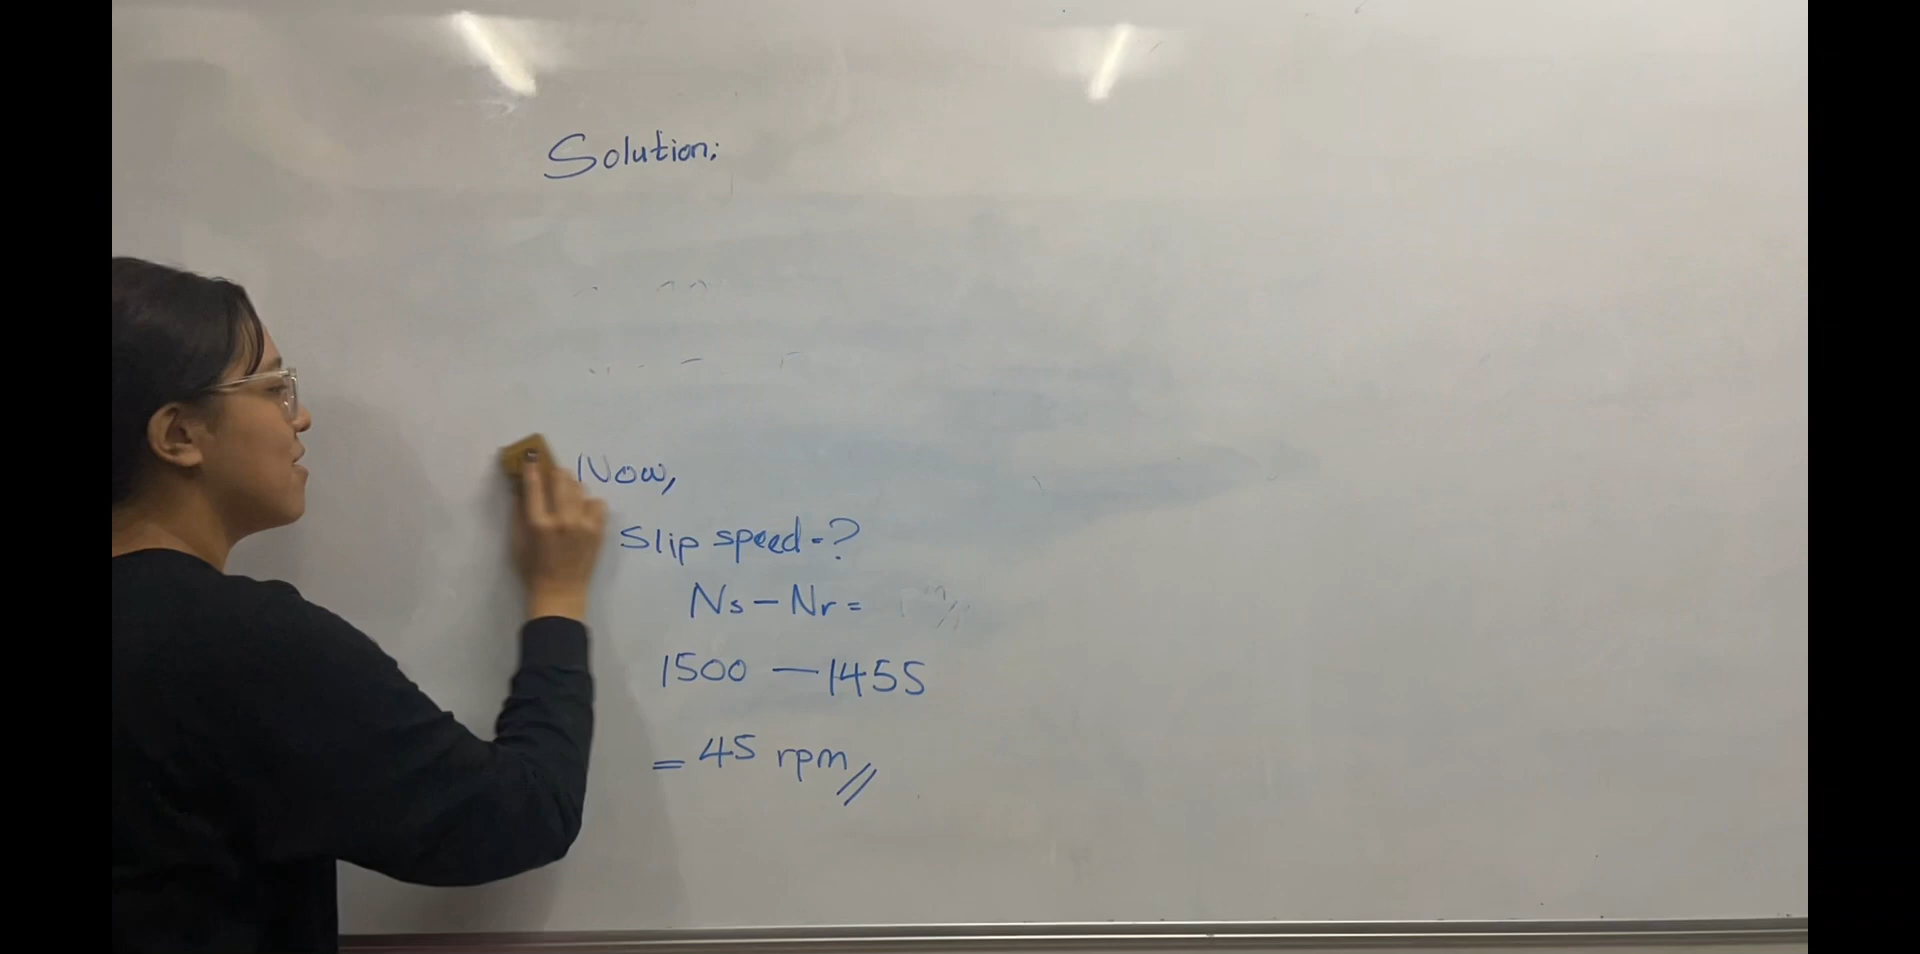 Solution:
Now,
Slip speed = ?
Ns - Nr =
1500 - 1455
= 45 rpm//